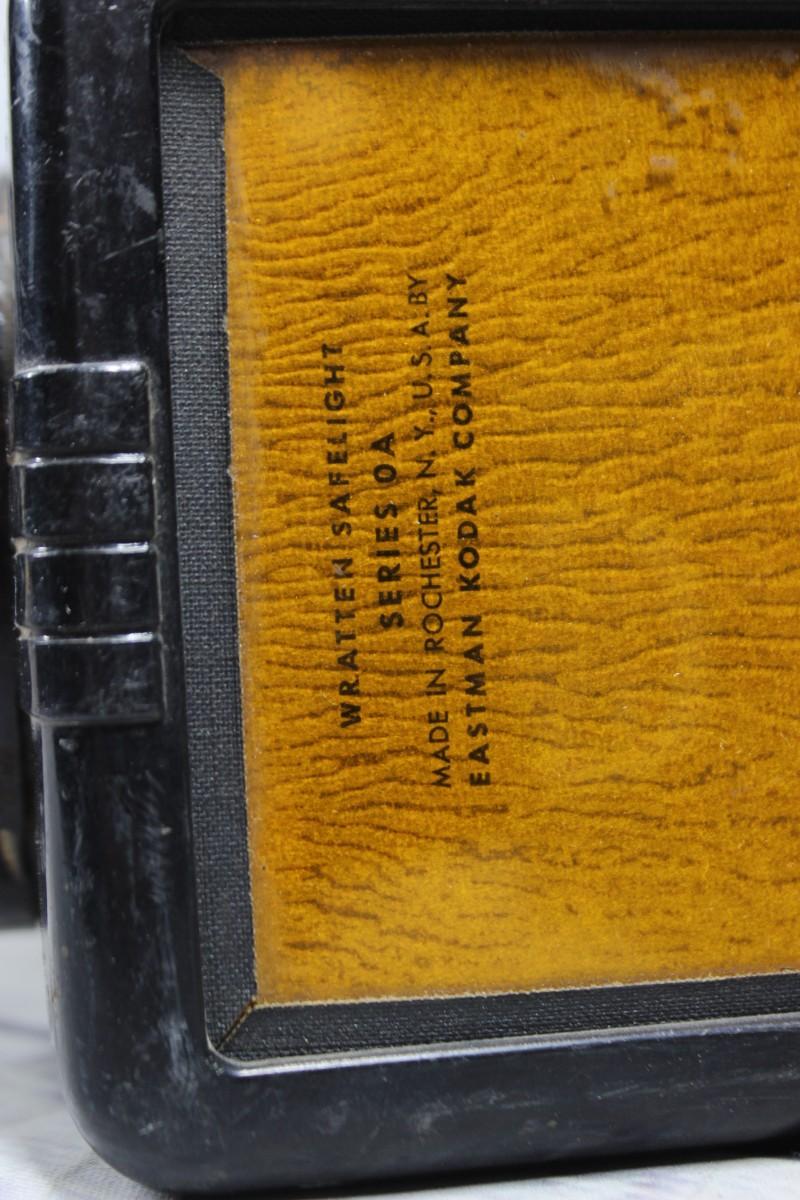 WRATTEN SAFELIGHT
SERIES OA
MADE IN ROCHESTER, N. Y., U. S. A. BY
EASTMAN KODAK COMPANY